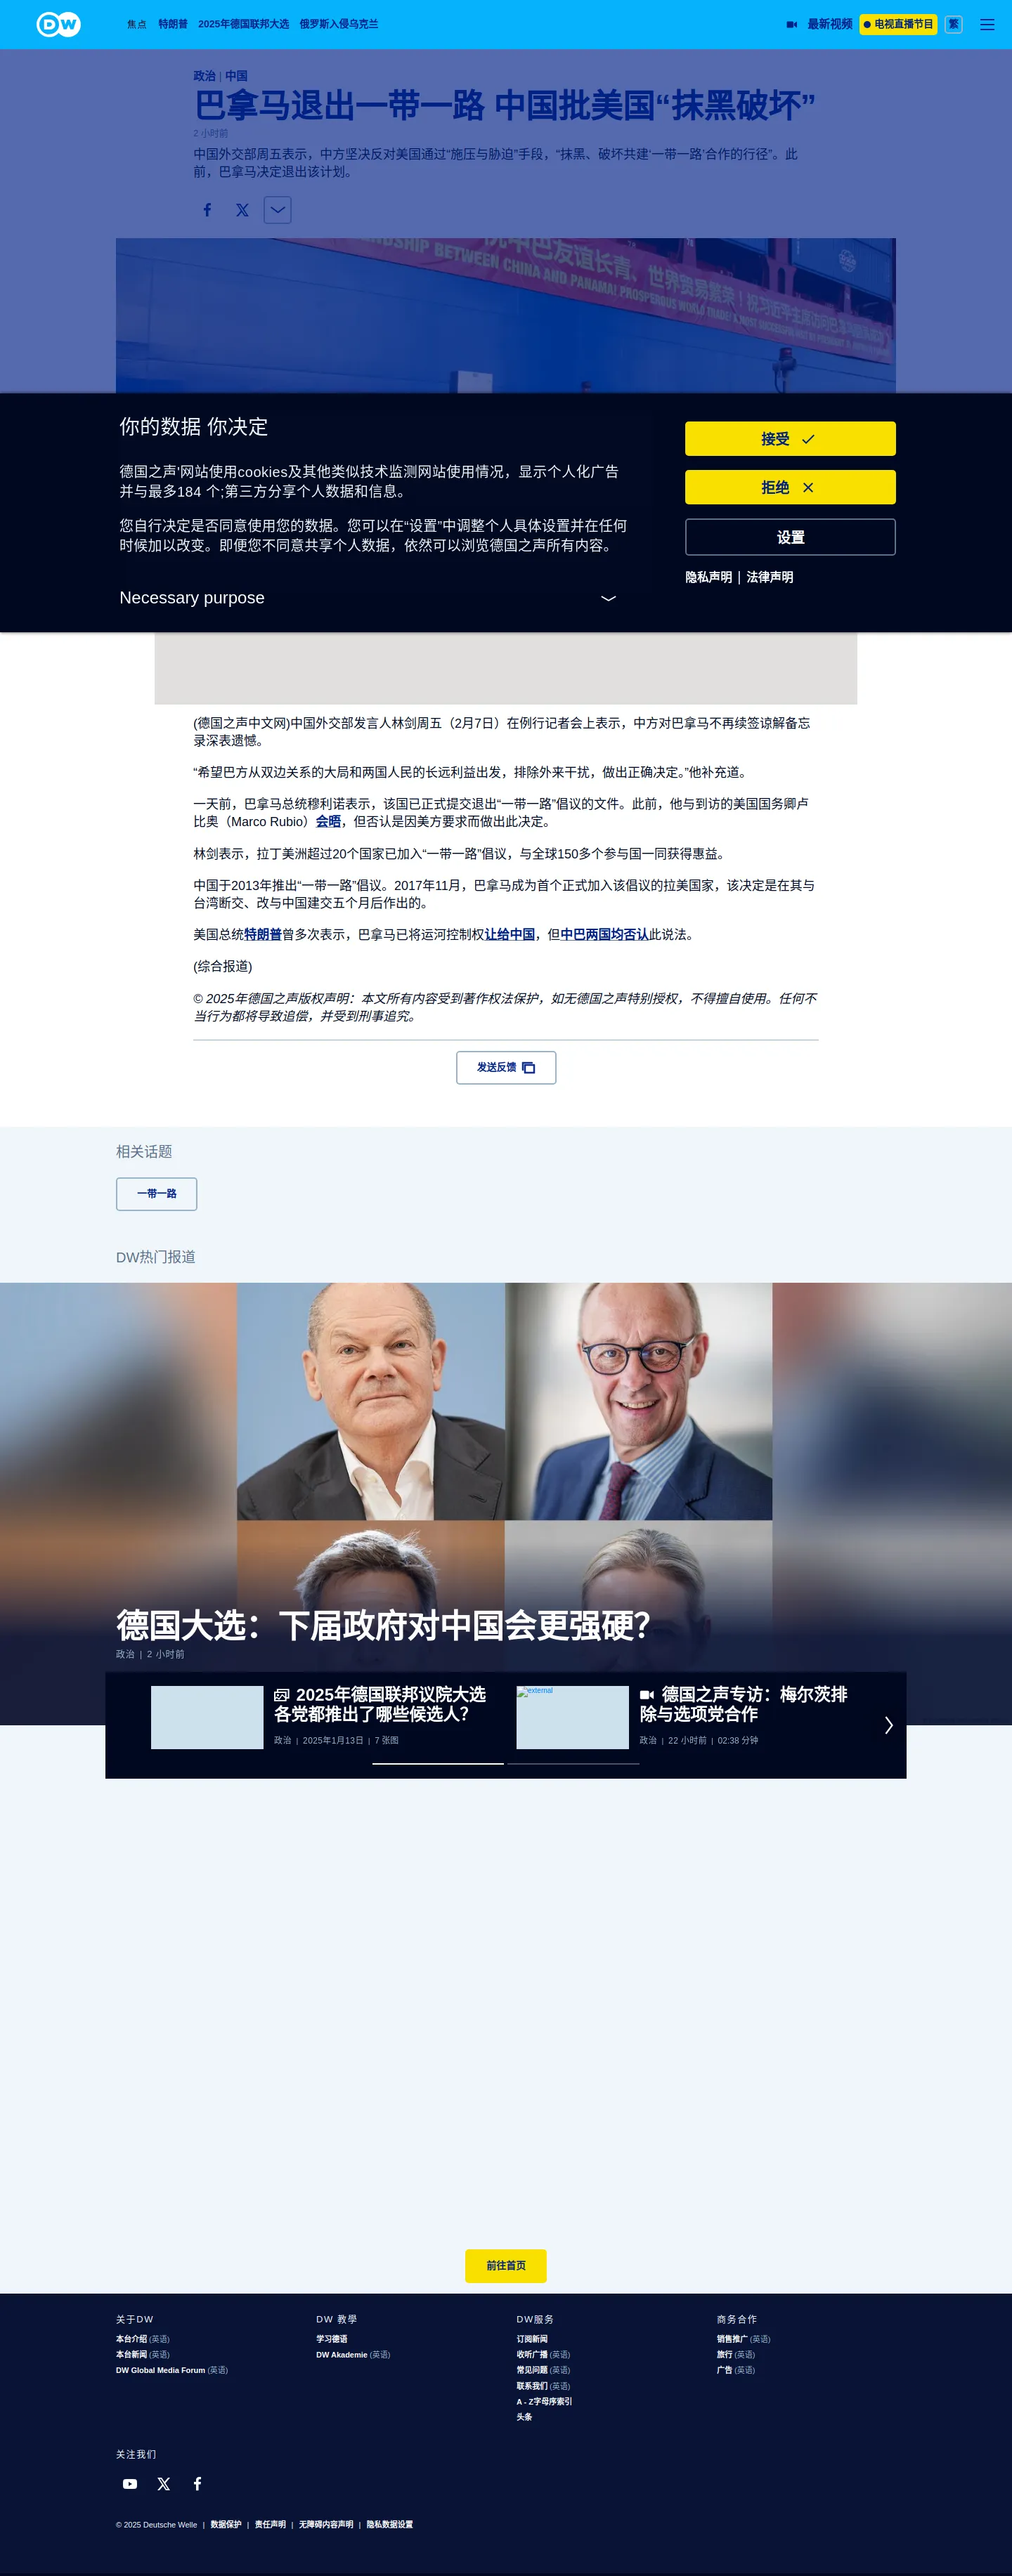 DW
焦点 特朗普 2025年德国联邦大选 俄罗斯入侵乌克兰
最新视频 电视直播节目 繁
政治 | 中国
巴拿马退出一带一路 中国批美国“抹黑破坏”
2 小时前
中国外交部周五表示，中方坚决反对美国通过“施压与胁迫”手段，“抹黑、破坏共建‘一带一路’合作的行径”。此
前，巴拿马决定退出该计划。
NDSHIP BETWEEN CHINA AND PANAMA! PROSPEROUS WORLD TRADE!
你的数据 你决定
德国之声'网站使用cookies及其他类似技术监测网站使用情况，显示个人化广告
并与最多184 个;第三方分享个人数据和信息。
您自行决定是否同意使用您的数据。您可以在“设置”中调整个人具体设置并在任何
时候加以改变。即便您不同意共享个人数据，依然可以浏览德国之声所有内容。
Necessary purpose
接受
拒绝
设置
隐私声明 | 法律声明
(德国之声中文网)中国外交部发言人林剑周五（2月7日）在例行记者会上表示，中方对巴拿马不再续签谅解备忘
录深表遗憾。
“希望巴方从双边关系的大局和两国人民的长远利益出发，排除外来干扰，做出正确决定。”他补充道。
一天前，巴拿马总统穆利诺表示，该国已正式提交退出“一带一路”倡议的文件。此前，他与到访的美国国务卿卢
比奥（Marco Rubio）会晤，但否认是因美方要求而做出此决定。
林剑表示，拉丁美洲超过20个国家已加入“一带一路”倡议，与全球150多个参与国一同获得惠益。
中国于2013年推出“一带一路”倡议。2017年11月，巴拿马成为首个正式加入该倡议的拉美国家，该决定是在其与
台湾断交、改与中国建交五个月后作出的。
美国总统特朗普曾多次表示，巴拿马已将运河控制权让给中国，但中巴两国均否认此说法。
(综合报道)
© 2025年德国之声版权声明：本文所有内容受到著作权法保护，如无德国之声特别授权，不得擅自使用。任何不
当行为都将导致追偿，并受到刑事追究。
发送反馈
相关话题
一带一路
DW热门报道
德国大选：下届政府对中国会更强硬？
政治 | 2 小时前
2025年德国联邦议院大选
各党都推出了哪些候选人？
政治 | 2025年1月13日 | 7 张图
external
德国之声专访：梅尔茨排
除与选项党合作
政治 | 22 小时前 | 02:38 分钟
前往首页
关于DW
本台介绍 (英语)
本台新闻 (英语)
DW Global Media Forum (英语)
DW 教學
学习德语
DW Akademie (英语)
DW服务
订阅新闻
收听广播 (英语)
常见问题 (英语)
联系我们 (英语)
A - Z字母序索引
头条
商务合作
销售推广 (英语)
旅行 (英语)
广告 (英语)
关注我们
© 2025 Deutsche Welle | 数据保护 | 责任声明 | 无障碍内容声明 | 隐私数据设置